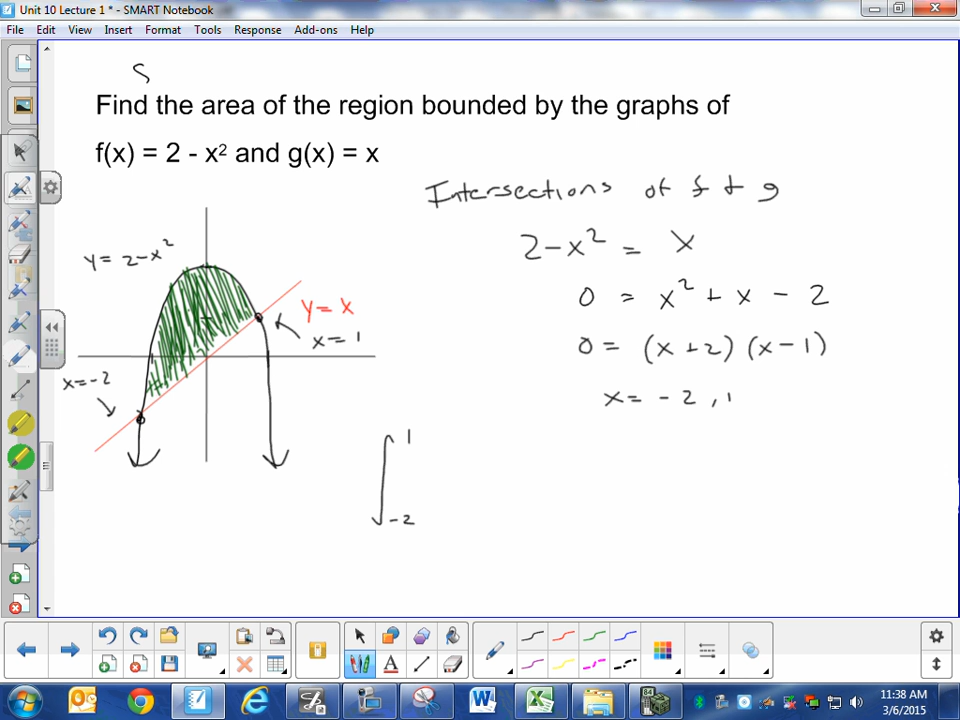 Unit 10 Lecture 1 * - SMART Notebook
File Edit View Insert Format Tools Response Add-ons Help
S
Find the area of the region bounded by the graphs of
f(x) = 2 - x² and g(x) = x
Intersections of f + g
2-x² = x
0 = x² + x - 2
0 = (x+2)(x-1)
x = -2, 1
y = 2-x²
y = x
x = 1
x = -2
∫ 1
-2
A
W
X
84
11:38 AM
3/6/2015